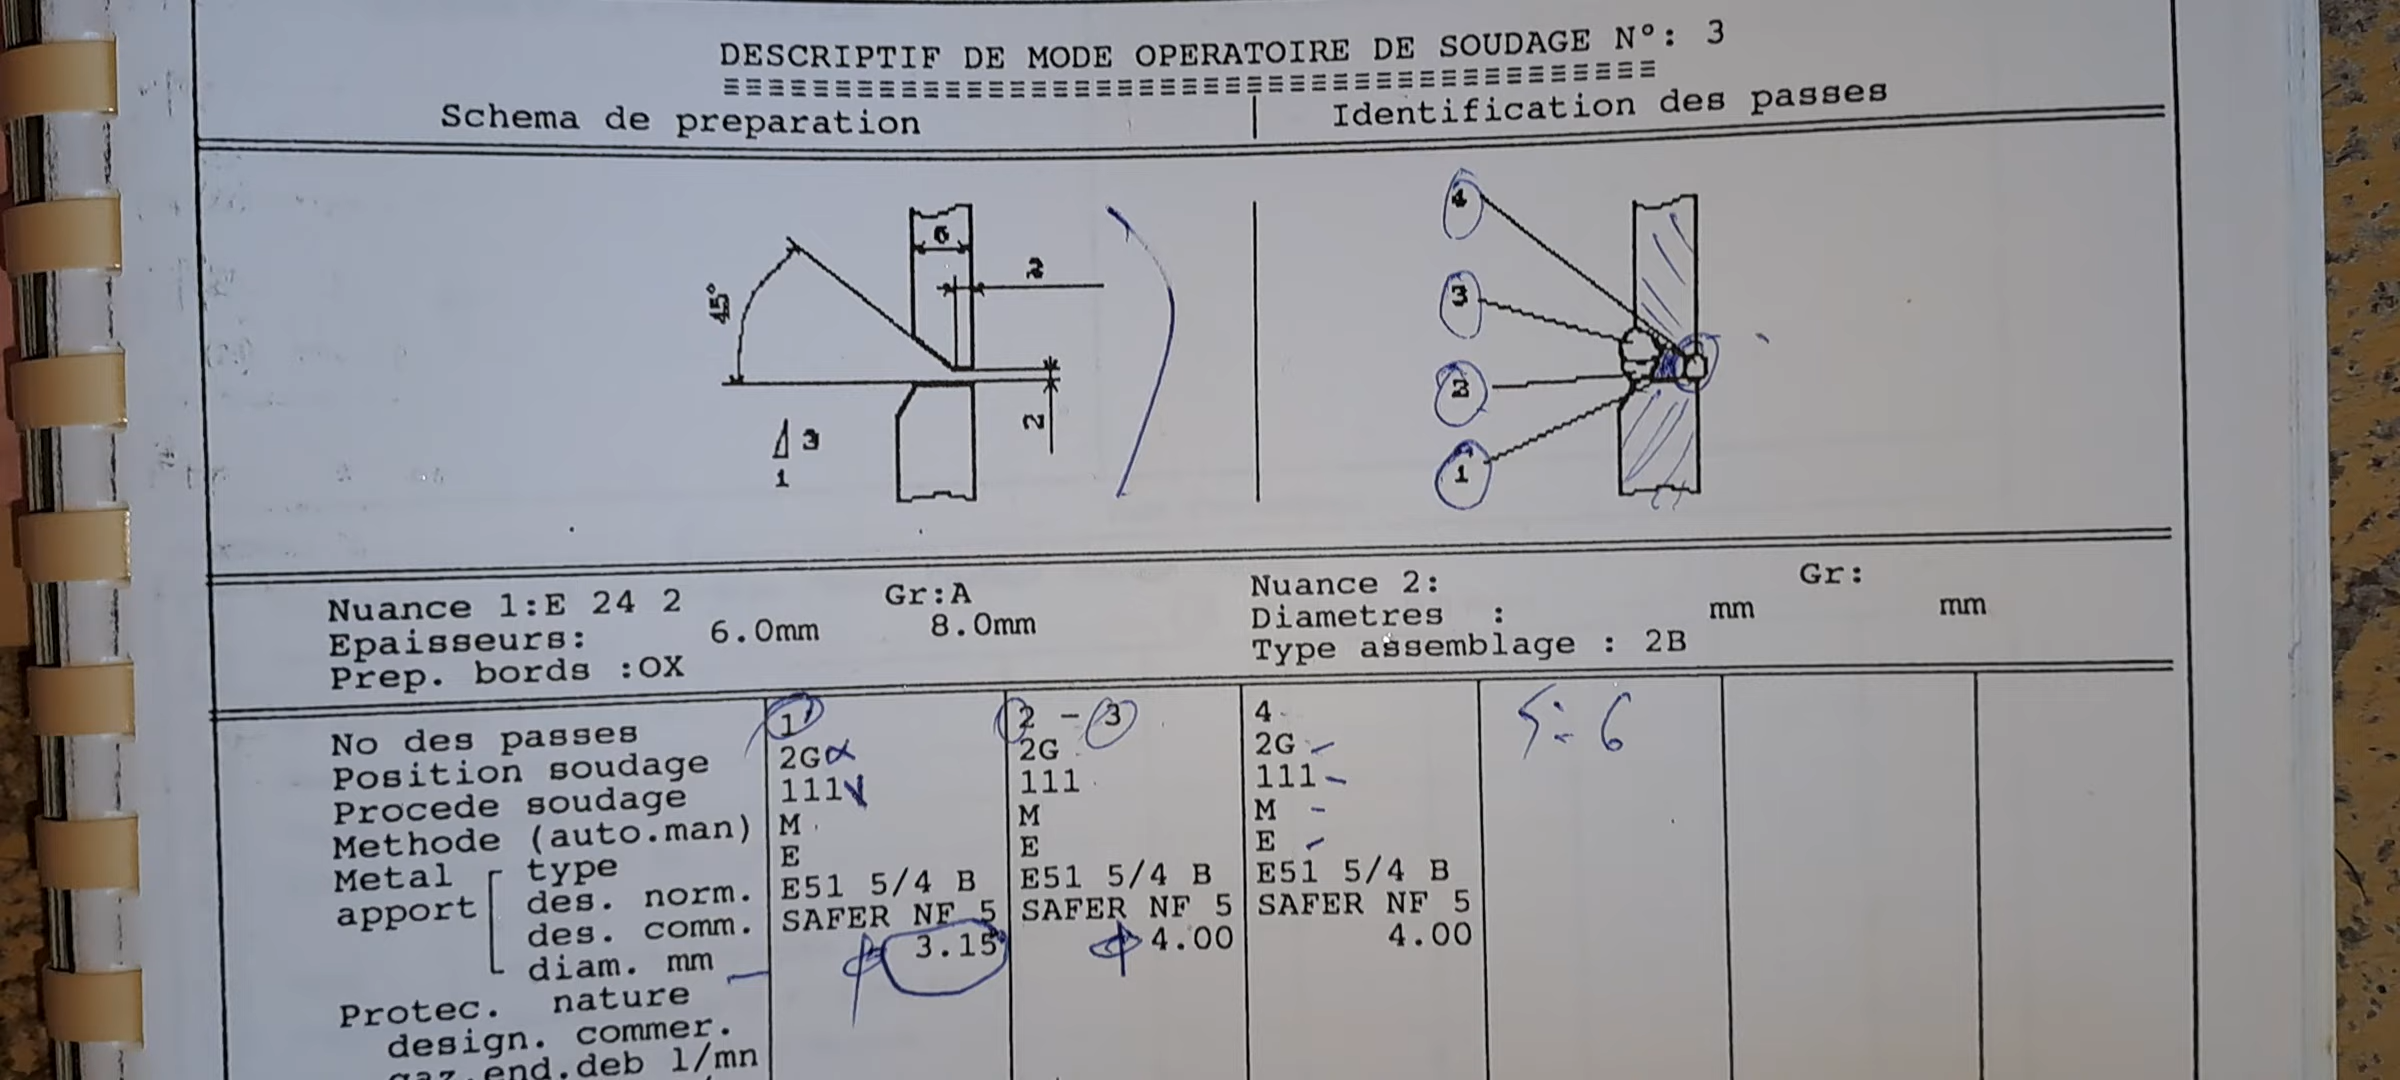 DESCRIPTIF DE MODE OPERATOIRE DE SOUDAGE N°: 3
Schema de preparation | Identification des passes
6
2
45°
2
3
1
4
3
2
1
Nuance 1:E 24 2 Gr:A Nuance 2: Gr:
Epaisseurs: 6.0mm 8.0mm Diametres : mm mm
Prep. bords :OX Type assemblage : 2B
No des passes 1 2 - 3 4 S: 6
Position soudage 2G 2G 2G
Procede soudage 111 111 111
Methode (auto.man) M M M
Metal type E E E
apport des. norm. E51 5/4 B E51 5/4 B E51 5/4 B
des. comm. SAFER NF 5 SAFER NF 5 SAFER NF 5
diam. mm ϕ 3.15 ϕ 4.00 4.00
Protec. nature
design. commer.
gaz.end.deb l/mn